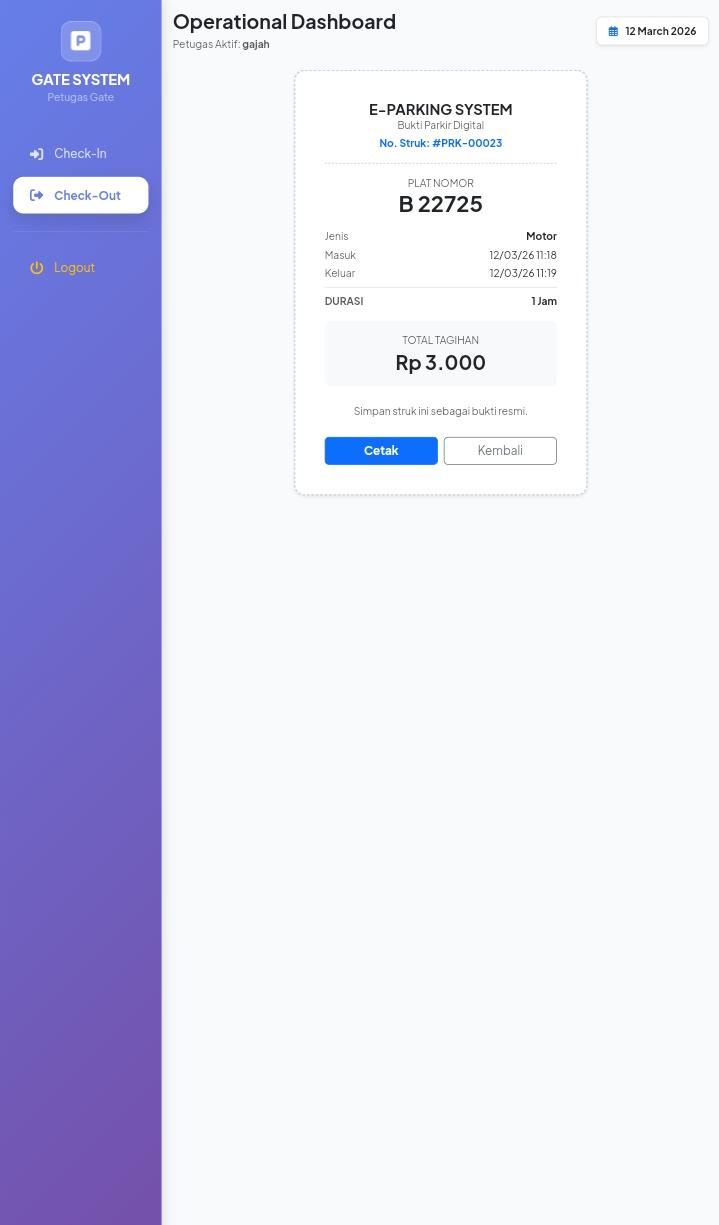 GATE SYSTEM
Petugas Gate
Check-In
Check-Out
Logout
Operational Dashboard
Petugas Aktif: gajah
12 March 2026
E-PARKING SYSTEM
Bukti Parkir Digital
No. Struk: #PRK-00023
PLAT NOMOR
B 22725
Jenis Motor
Masuk 12/03/26 11:18
Keluar 12/03/26 11:19
DURASI 1 Jam
TOTAL TAGIHAN
Rp 3.000
Simpan struk ini sebagai bukti resmi.
Cetak Kembali